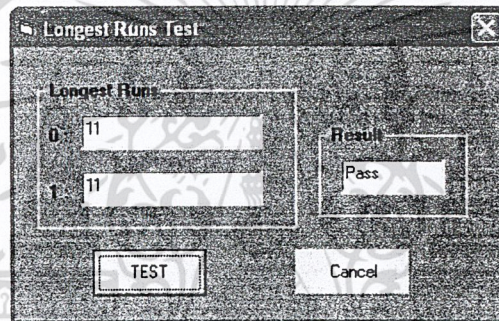 Longest Runs Test
Longest Runs
0 : 11
Result
Pass
1 : 11
TEST
Cancel